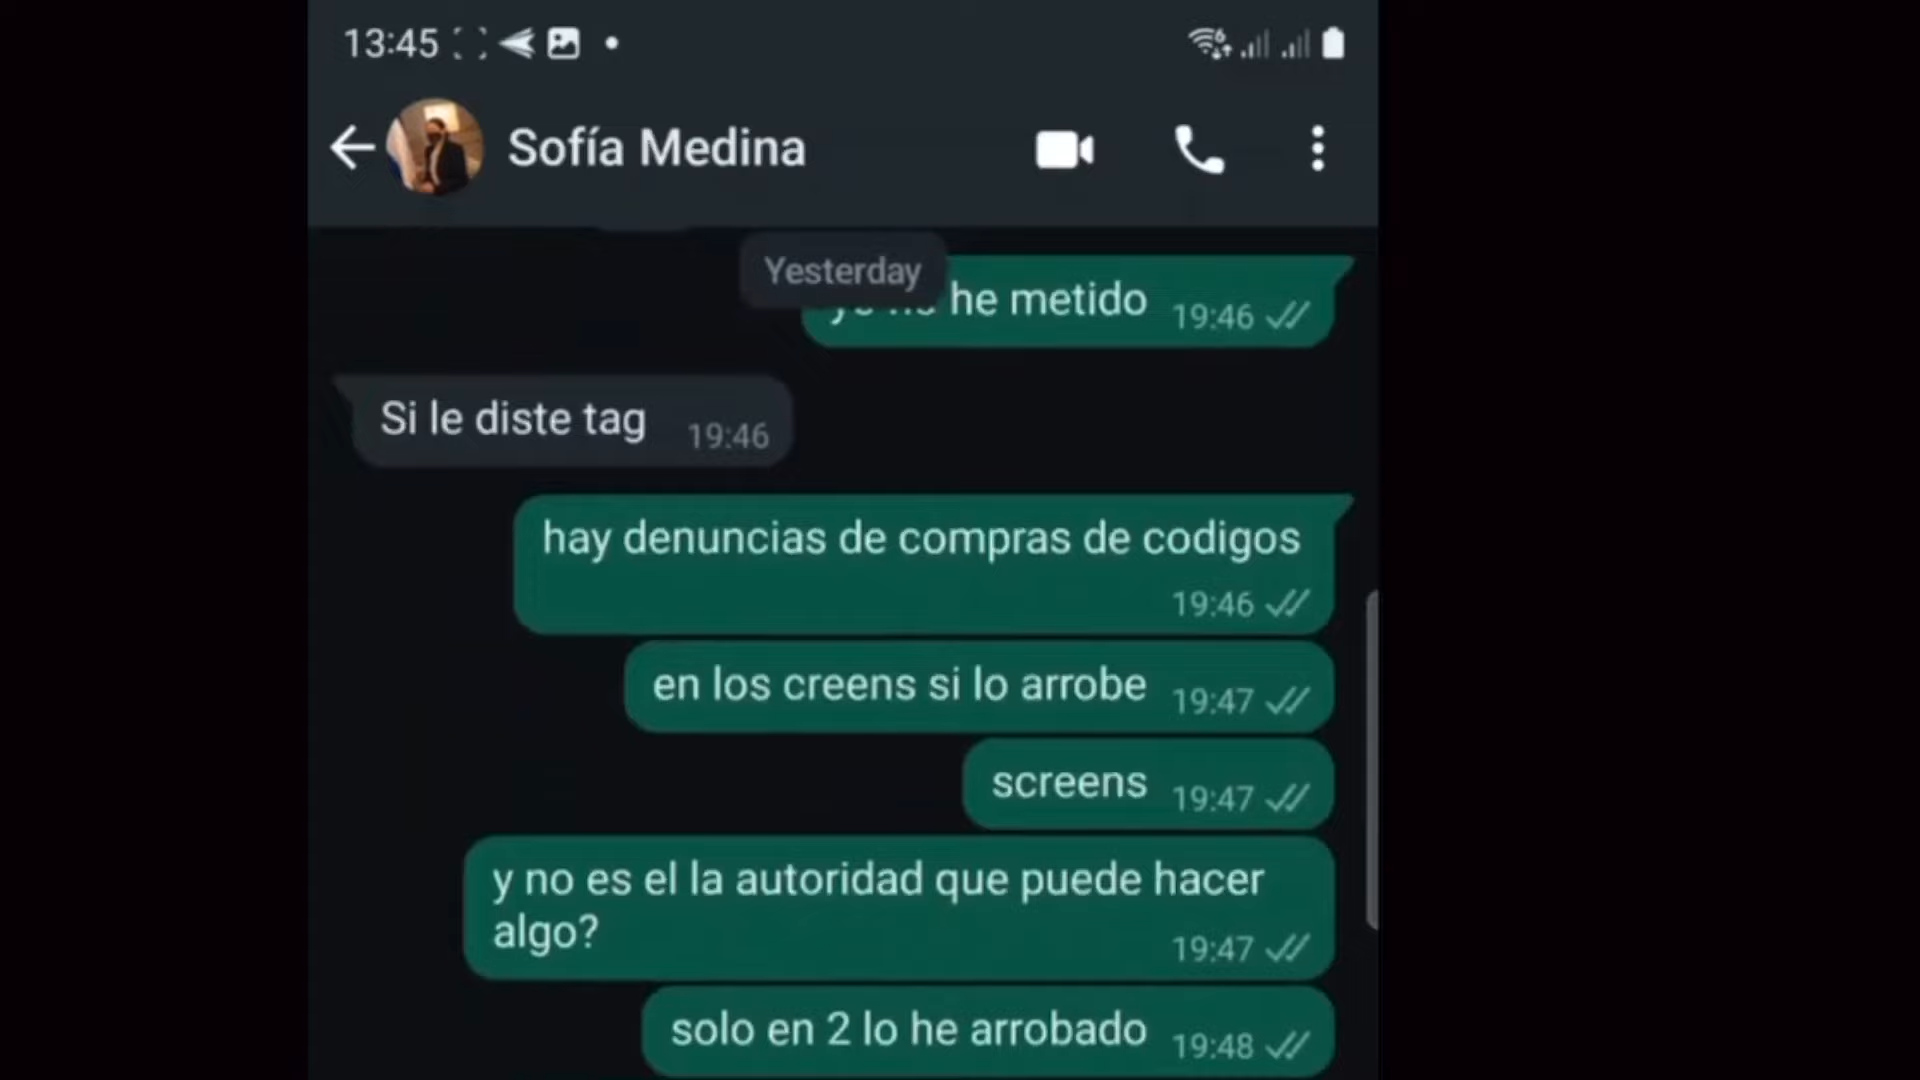 13:45
Sofía Medina
Yesterday
he metido 19:46
Si le diste tag 19:46
hay denuncias de compras de codigos
19:46
en los creens si lo arrobe 19:47
screens 19:47
y no es el la autoridad que puede hacer
algo? 19:47
solo en 2 lo he arrobado 19:48